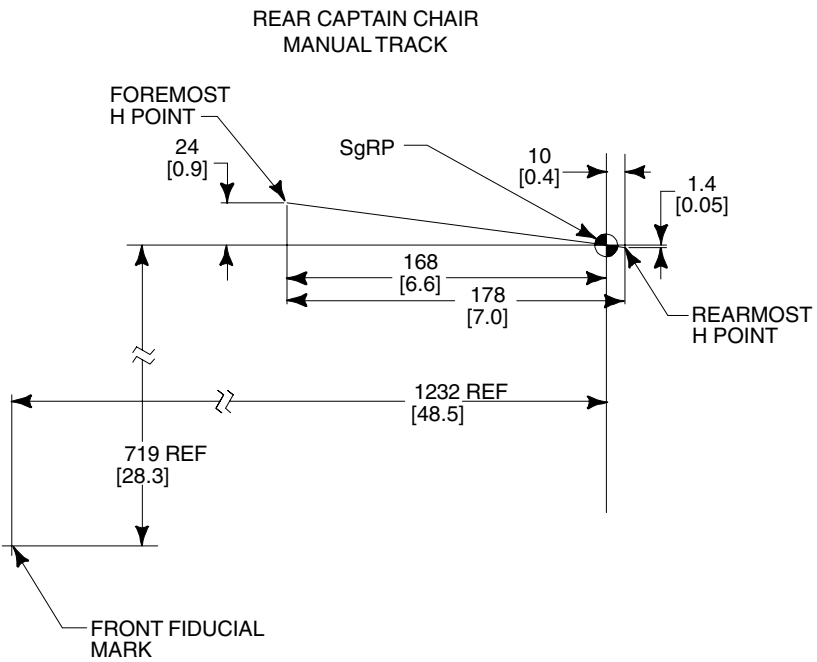 REAR CAPTAIN CHAIR
MANUAL TRACK
FOREMOST
H POINT
24
[0.9]
SgRP
10
[0.4]
1.4
[0.05]
168
[6.6]
178
[7.0]
REARMOST
H POINT
1232 REF
[48.5]
719 REF
[28.3]
FRONT FIDUCIAL
MARK